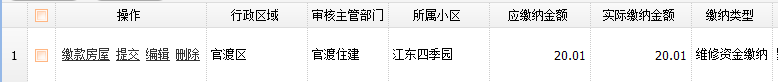 操作 行政区域 审核主管部门 所属小区 应缴纳金额 实际缴纳金额 缴纳类型
1 缴款房屋 提交 编辑 删除 官渡区 官渡住建 江东四季园 20.01 20.01 维修资金缴纳